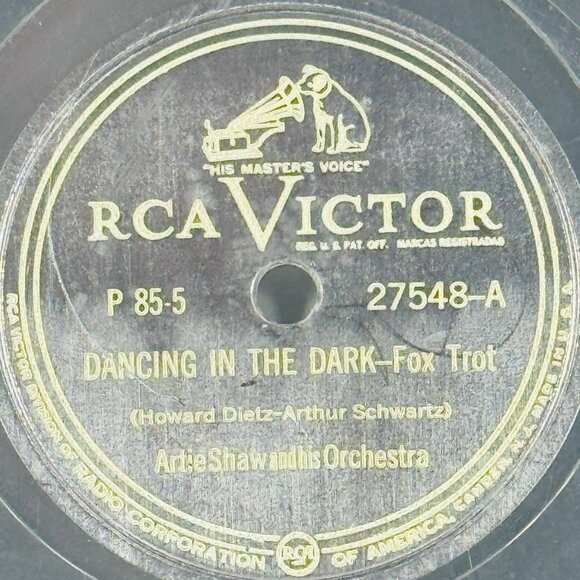 "HIS MASTER'S VOICE"
RCA VICTOR
REG. U. S. PAT. OFF. MARCAS REGISTRADAS
P 85-5
27548-A
DANCING IN THE DARK-Fox Trot
(Howard Dietz-Arthur Schwartz)
Artie Shaw and his Orchestra
RCA VICTOR DIVISION OF RADIO CORPORATION OF AMERICA, CAMDEN, N. J. MADE IN U.S.A.
RCA